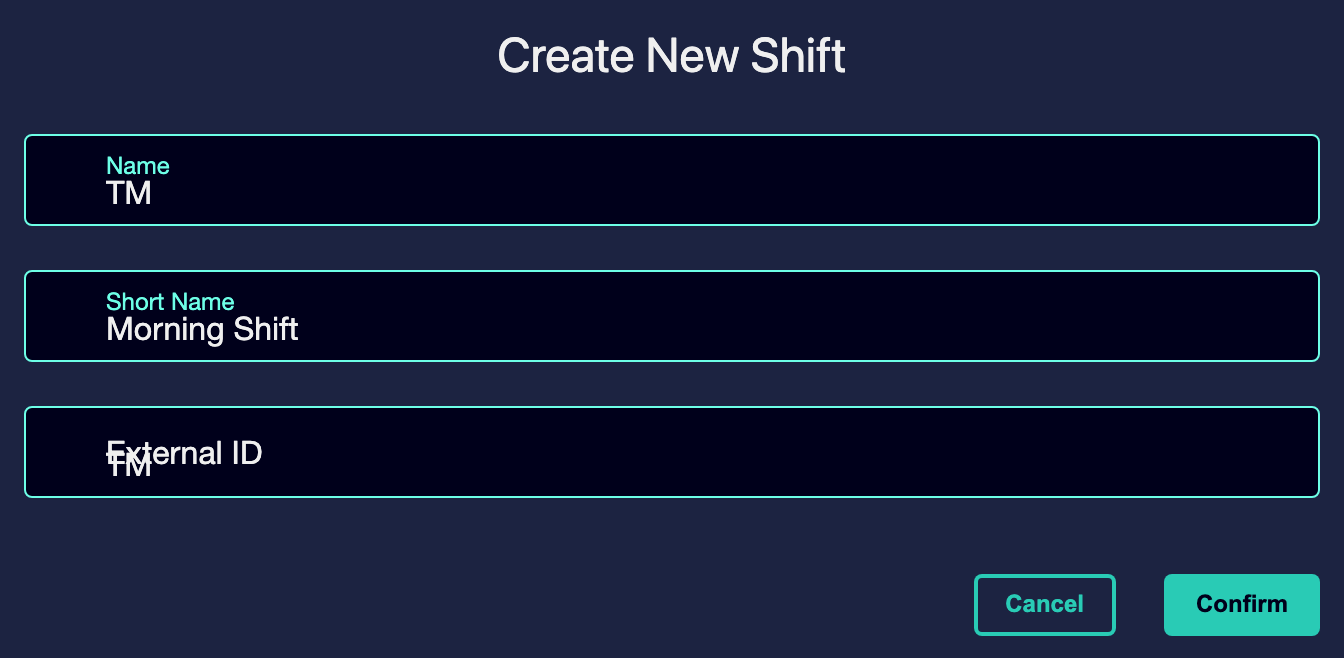 Create New Shift
Name
TM
Short Name
Morning Shift
External ID
TM
Cancel
Confirm